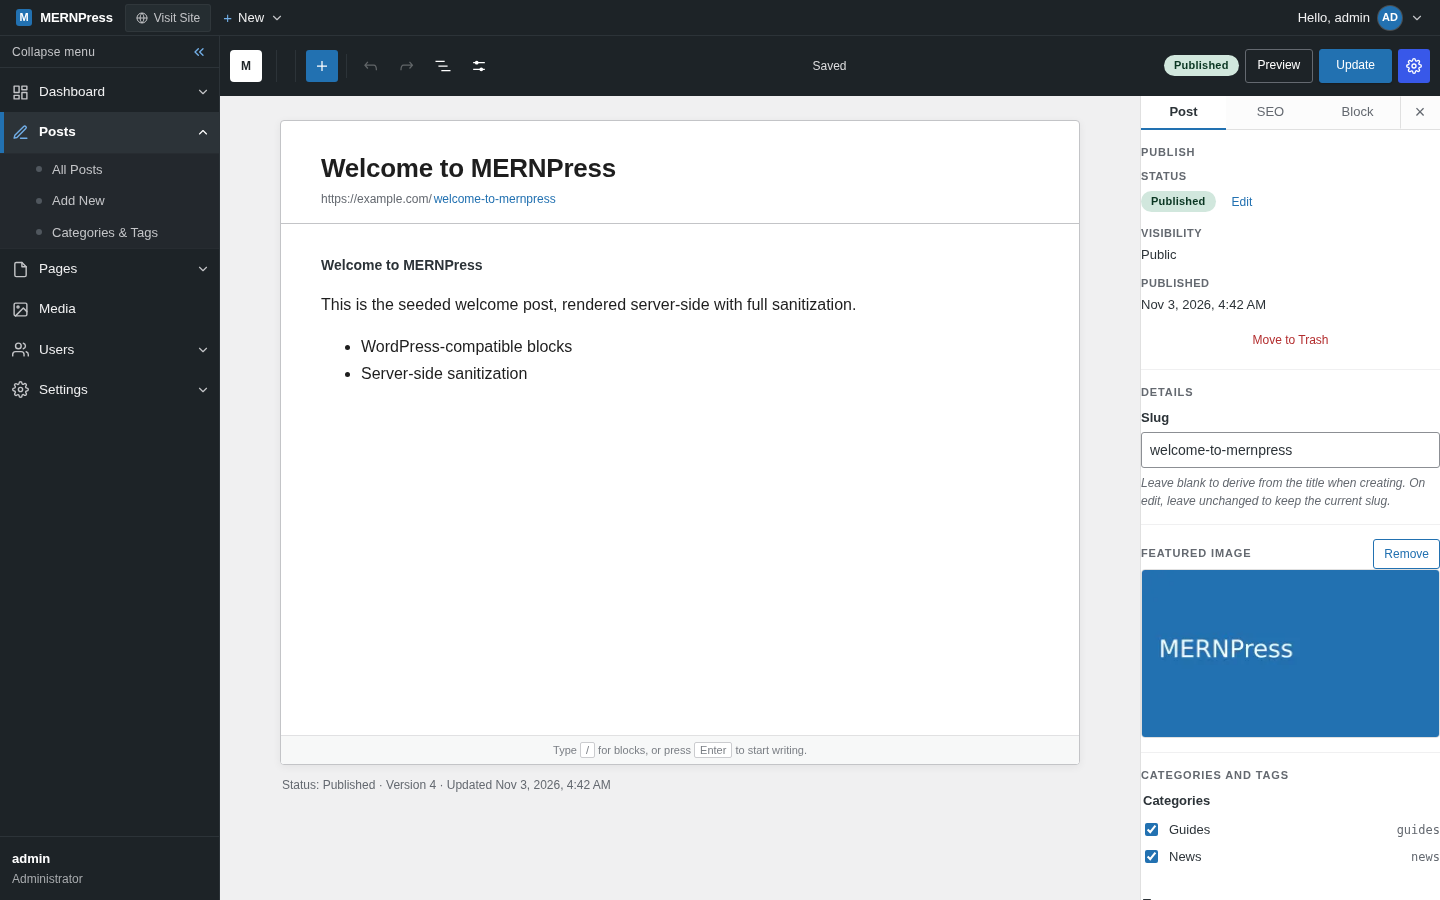 M MERNPress
Visit Site
+ New
Hello, admin AD
Collapse menu
Dashboard
Posts
All Posts
Add New
Categories & Tags
Pages
Media
Users
Settings
admin
Administrator
M
Saved
Published
Preview
Update
Welcome to MERNPress
https://example.com/welcome-to-mernpress
Welcome to MERNPress
This is the seeded welcome post, rendered server-side with full sanitization.
WordPress-compatible blocks
Server-side sanitization
Type / for blocks, or press Enter to start writing.
Status: Published · Version 4 · Updated Nov 3, 2026, 4:42 AM
Post SEO Block
PUBLISH
STATUS
Published Edit
VISIBILITY
Public
PUBLISHED
Nov 3, 2026, 4:42 AM
Move to Trash
DETAILS
Slug
welcome-to-mernpress
Leave blank to derive from the title when creating. On
edit, leave unchanged to keep the current slug.
FEATURED IMAGE Remove
MERNPress
CATEGORIES AND TAGS
Categories
Guides guides
News news